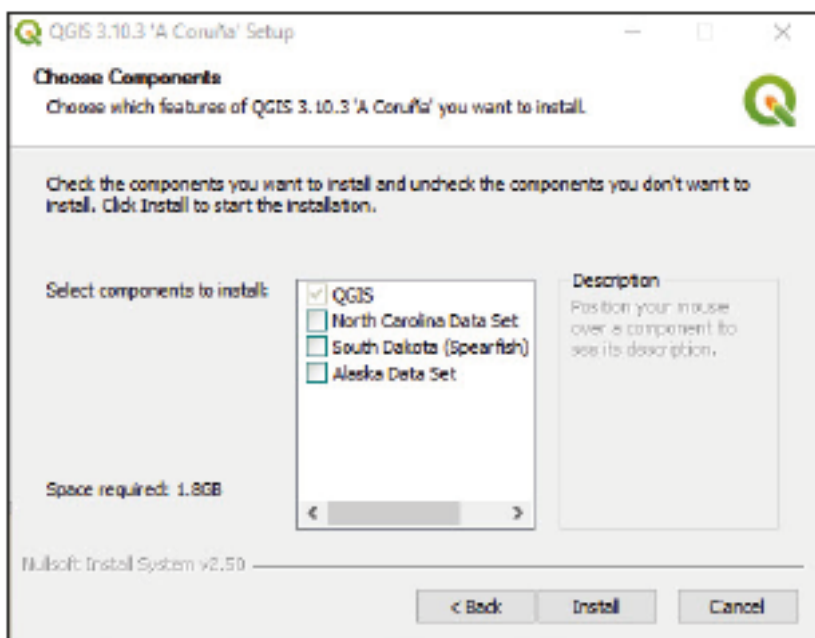 QGIS 3.10.3 'A Coruña' Setup
Choose Components
Choose which features of QGIS 3.10.3 'A Coruña' you want to install.
Check the components you want to install and uncheck the components you don't want to
install. Click Install to start the installation.
Select components to install:
QGIS
North Carolina Data Set
South Dakota (Spearfish)
Alaska Data Set
Description
Position your mouse
over a component to
see its description.
Space required: 1.8GB
Nullsoft Install System v2.50
< Back
Install
Cancel